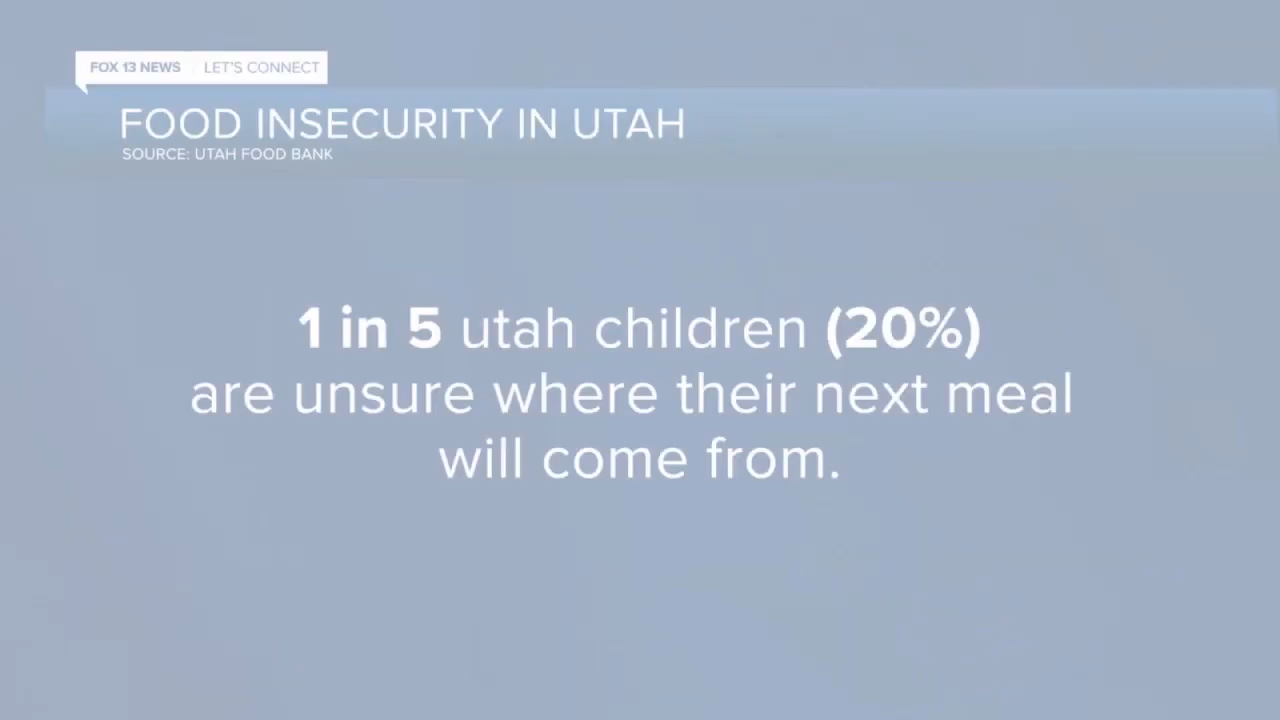 FOX 13 NEWS LET'S CONNECT
FOOD INSECURITY IN UTAH
SOURCE: UTAH FOOD BANK
1 in 5 utah children (20%)
are unsure where their next meal
will come from.